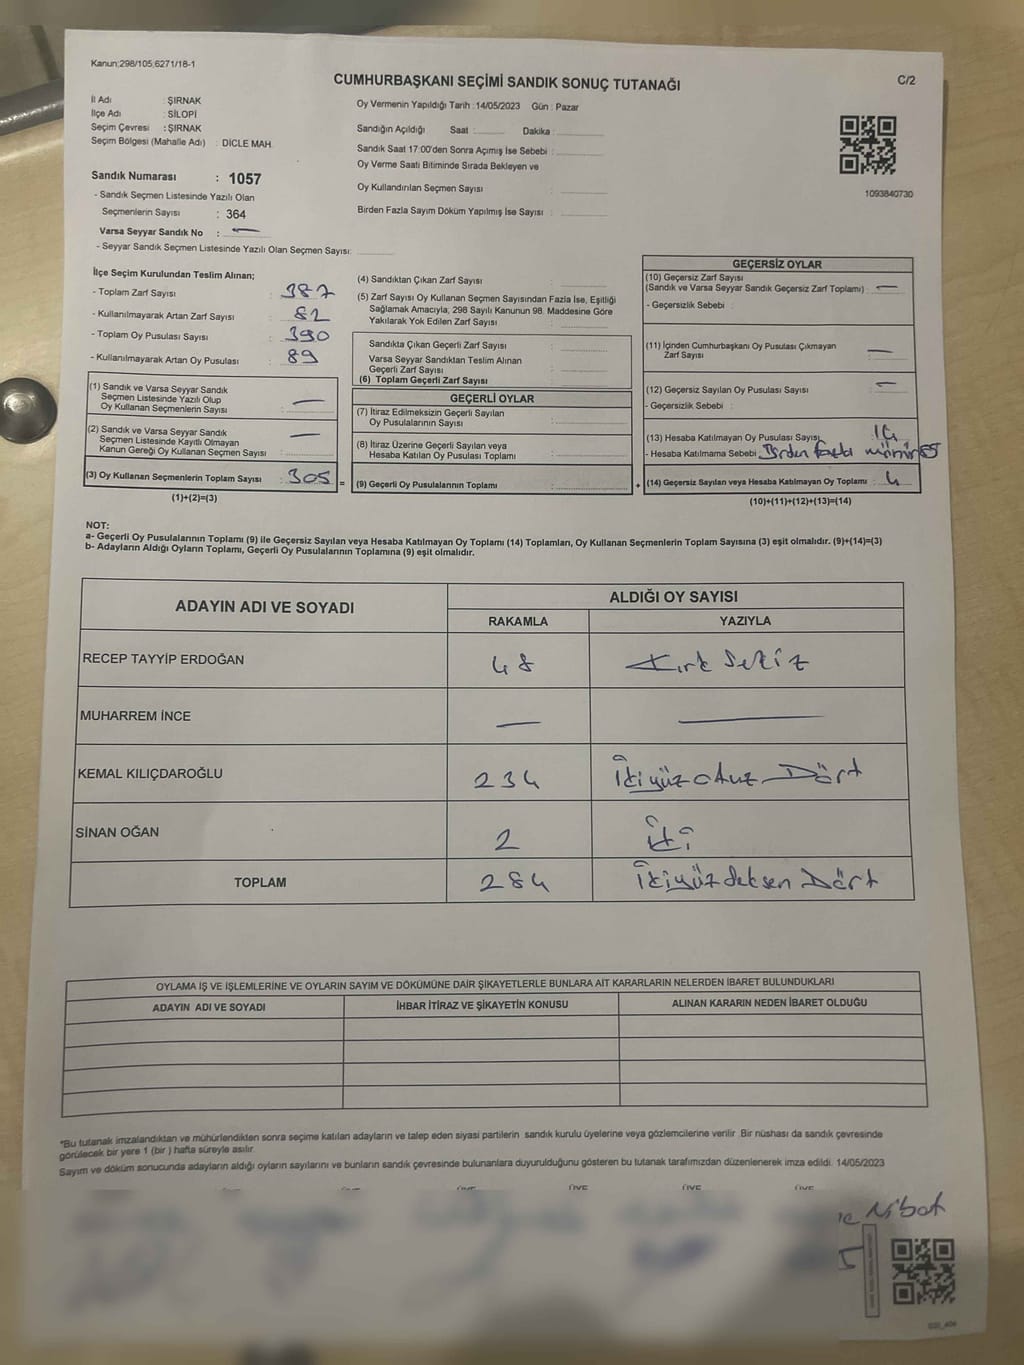 Kanun;298/105,6271/18-1
CUMHURBAŞKANI SEÇİMİ SANDIK SONUÇ TUTANAĞI
C/2
İl Adı : ŞIRNAK
İlçe Adı : SİLOPİ
Seçim Çevresi : ŞIRNAK
Seçim Bölgesi (Mahalle Adı) : DİCLE MAH.
Oy Vermenin Yapıldığı Tarih : 14/05/2023 Gün : Pazar
Sandığın Açıldığı Saat Dakika :
Sandık Saat 17:00'den Sonra Açımış İse Sebebi :
Oy Verme Saati Bitiminde Sırada Bekleyen ve
Oy Kullandırılan Seçmen Sayısı :
Birden Fazla Sayım Döküm Yapılmış İse Sayısı :
1093840730
Sandık Numarası : 1057
- Sandık Seçmen Listesinde Yazılı Olan
Seçmenlerin Sayısı : 364
Varsa Seyyar Sandık No : —
- Seyyar Sandık Seçmen Listesinde Yazılı Olan Seçmen Sayısı:
İlçe Seçim Kurulundan Teslim Alınan;
- Toplam Zarf Sayısı : 387
- Kullanılmayarak Artan Zarf Sayısı : 82
- Toplam Oy Pusulası Sayısı : 390
- Kullanılmayarak Artan Oy Pusulası : 89
(1) Sandık ve Varsa Seyyar Sandık
Seçmen Listesinde Yazılı Olup
Oy Kullanan Seçmenlerin Sayısı : —
(2) Sandık ve Varsa Seyyar Sandık
Seçmen Listesinde Kayıtlı Olmayan
Kanun Gereği Oy Kullanan Seçmen Sayısı : —
(3) Oy Kullanan Seçmenlerin Toplam Sayısı : 305 =
(1)+(2)=(3)
(4) Sandıktan Çıkan Zarf Sayısı :
(5) Zarf Sayısı Oy Kullanan Seçmen Sayısından Fazla İse, Eşitliği
Sağlamak Amacıyla, 298 Sayılı Kanunun 98. Maddesine Göre
Yakılarak Yok Edilen Zarf Sayısı :
Sandıkta Çıkan Geçerli Zarf Sayısı :
Varsa Seyyar Sandıktan Teslim Alınan
Geçerli Zarf Sayısı :
(6) Toplam Geçerli Zarf Sayısı :
GEÇERLİ OYLAR
(7) İtiraz Edilmeksizin Geçerli Sayılan
Oy Pusulasının Sayısı :
(8) İtiraz Üzerine Geçerli Sayılan veya
Hesaba Katılan Oy Pusulası Toplamı :
(9) Geçerli Oy Pusulalarının Toplamı : +
GEÇERSİZ OYLAR
(10) Geçersiz Zarf Sayısı
(Sandık ve Varsa Seyyar Sandık Geçersiz Zarf Toplamı) : —
- Geçersizlik Sebebi :
(11) İçinden Cumhurbaşkanı Oy Pusulası Çıkmayan
Zarf Sayısı : —
(12) Geçersiz Sayılan Oy Pusulası Sayısı : —
- Geçersizlik Sebebi :
(13) Hesaba Katılmayan Oy Pusulası Sayısı:
- Hesaba Katılmama Sebebi : Birden fazla
(14) Geçersiz Sayılan veya Hesaba Katılmayan Oy Toplamı : 4
(10)+(11)+(12)+(13)=(14)
NOT:
a- Geçerli Oy Pusulalarının Toplamı (9) ile Geçersiz Sayılan veya Hesaba Katılmayan Oy Toplamı (14) Toplamları, Oy Kullanan Seçmenlerin Toplam Sayısına (3) eşit olmalıdır. (9)+(14)=(3)
b- Adayların Aldığı Oyların Toplamı, Geçerli Oy Pusulalarının Toplamına (9) eşit olmalıdır.
ADAYIN ADI VE SOYADI
ALDIĞI OY SAYISI
RAKAMLA YAZIYLA
RECEP TAYYİP ERDOĞAN 48 Kırk Sekiz
MUHARREM İNCE — —
KEMAL KILIÇDAROĞLU 234 İkiyüz otuz Dört
SİNAN OĞAN 2 İki
TOPLAM 284 İkiyüz seksen Dört
OYLAMA İŞ VE İŞLEMLERİNE VE OYLARIN SAYIM VE DÖKÜMÜNE DAİR ŞİKAYETLERLE BUNLARA AİT KARARLARIN NELERDEN İBARET BULUNDUKLARI
ADAYIN ADI VE SOYADI İHBAR İTİRAZ VE ŞİKAYETİN KONUSU ALINAN KARARIN NEDEN İBARET OLDUĞU
*Bu tutanak imzalandıktan ve mühürlendikten sonra seçime katılan adayların ve talep eden siyasi partilerin sandık kurulu üyelerine veya gözlemcilerine verilir. Bir nüshası da sandık çevresinde
görülecek bir yere 1 (bir ) hafta süreyle asılır.
Sayım ve döküm sonucunda adayların aldığı oyların sayılarını ve bunların sandık çevresinde bulunanlara duyurulduğunu gösteren bu tutanak tarafımızdan düzenlenerek imza edildi. 14/05/2023
ÜYE ÜYE ÜYE ÜYE
Nibat